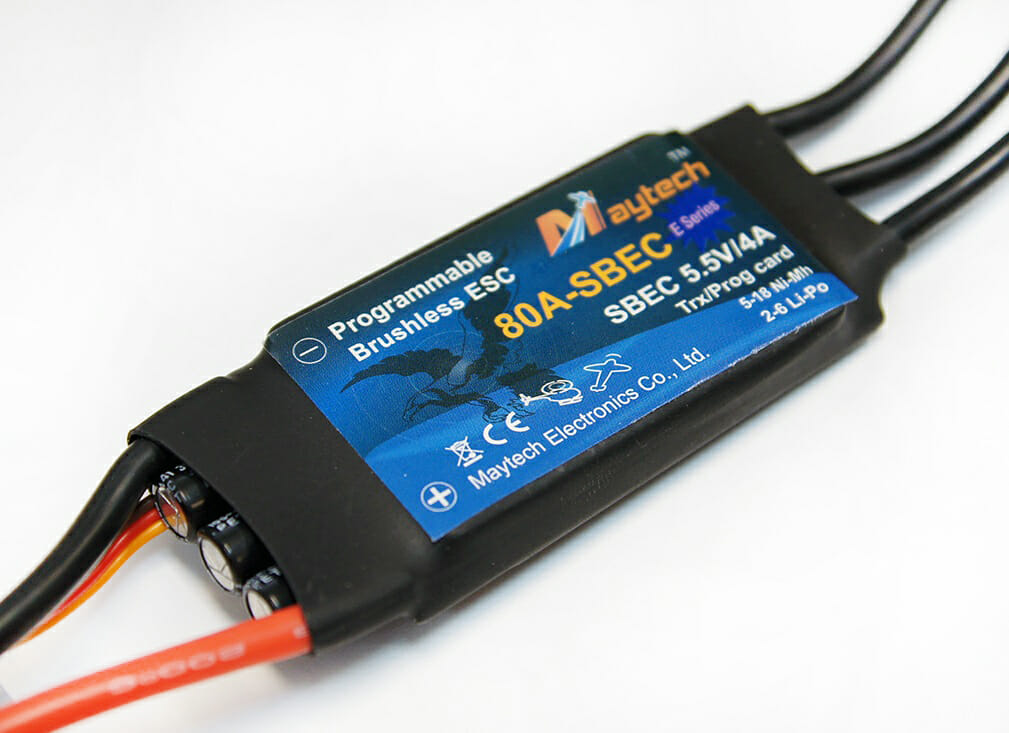 Maytech™
E Series
Programmable
Brushless ESC
80A-SBEC
SBEC 5.5V/4A
Trx/Prog card
5-18 Ni-Mh
2-6 Li-Po
CE
Maytech Electronics Co., Ltd.